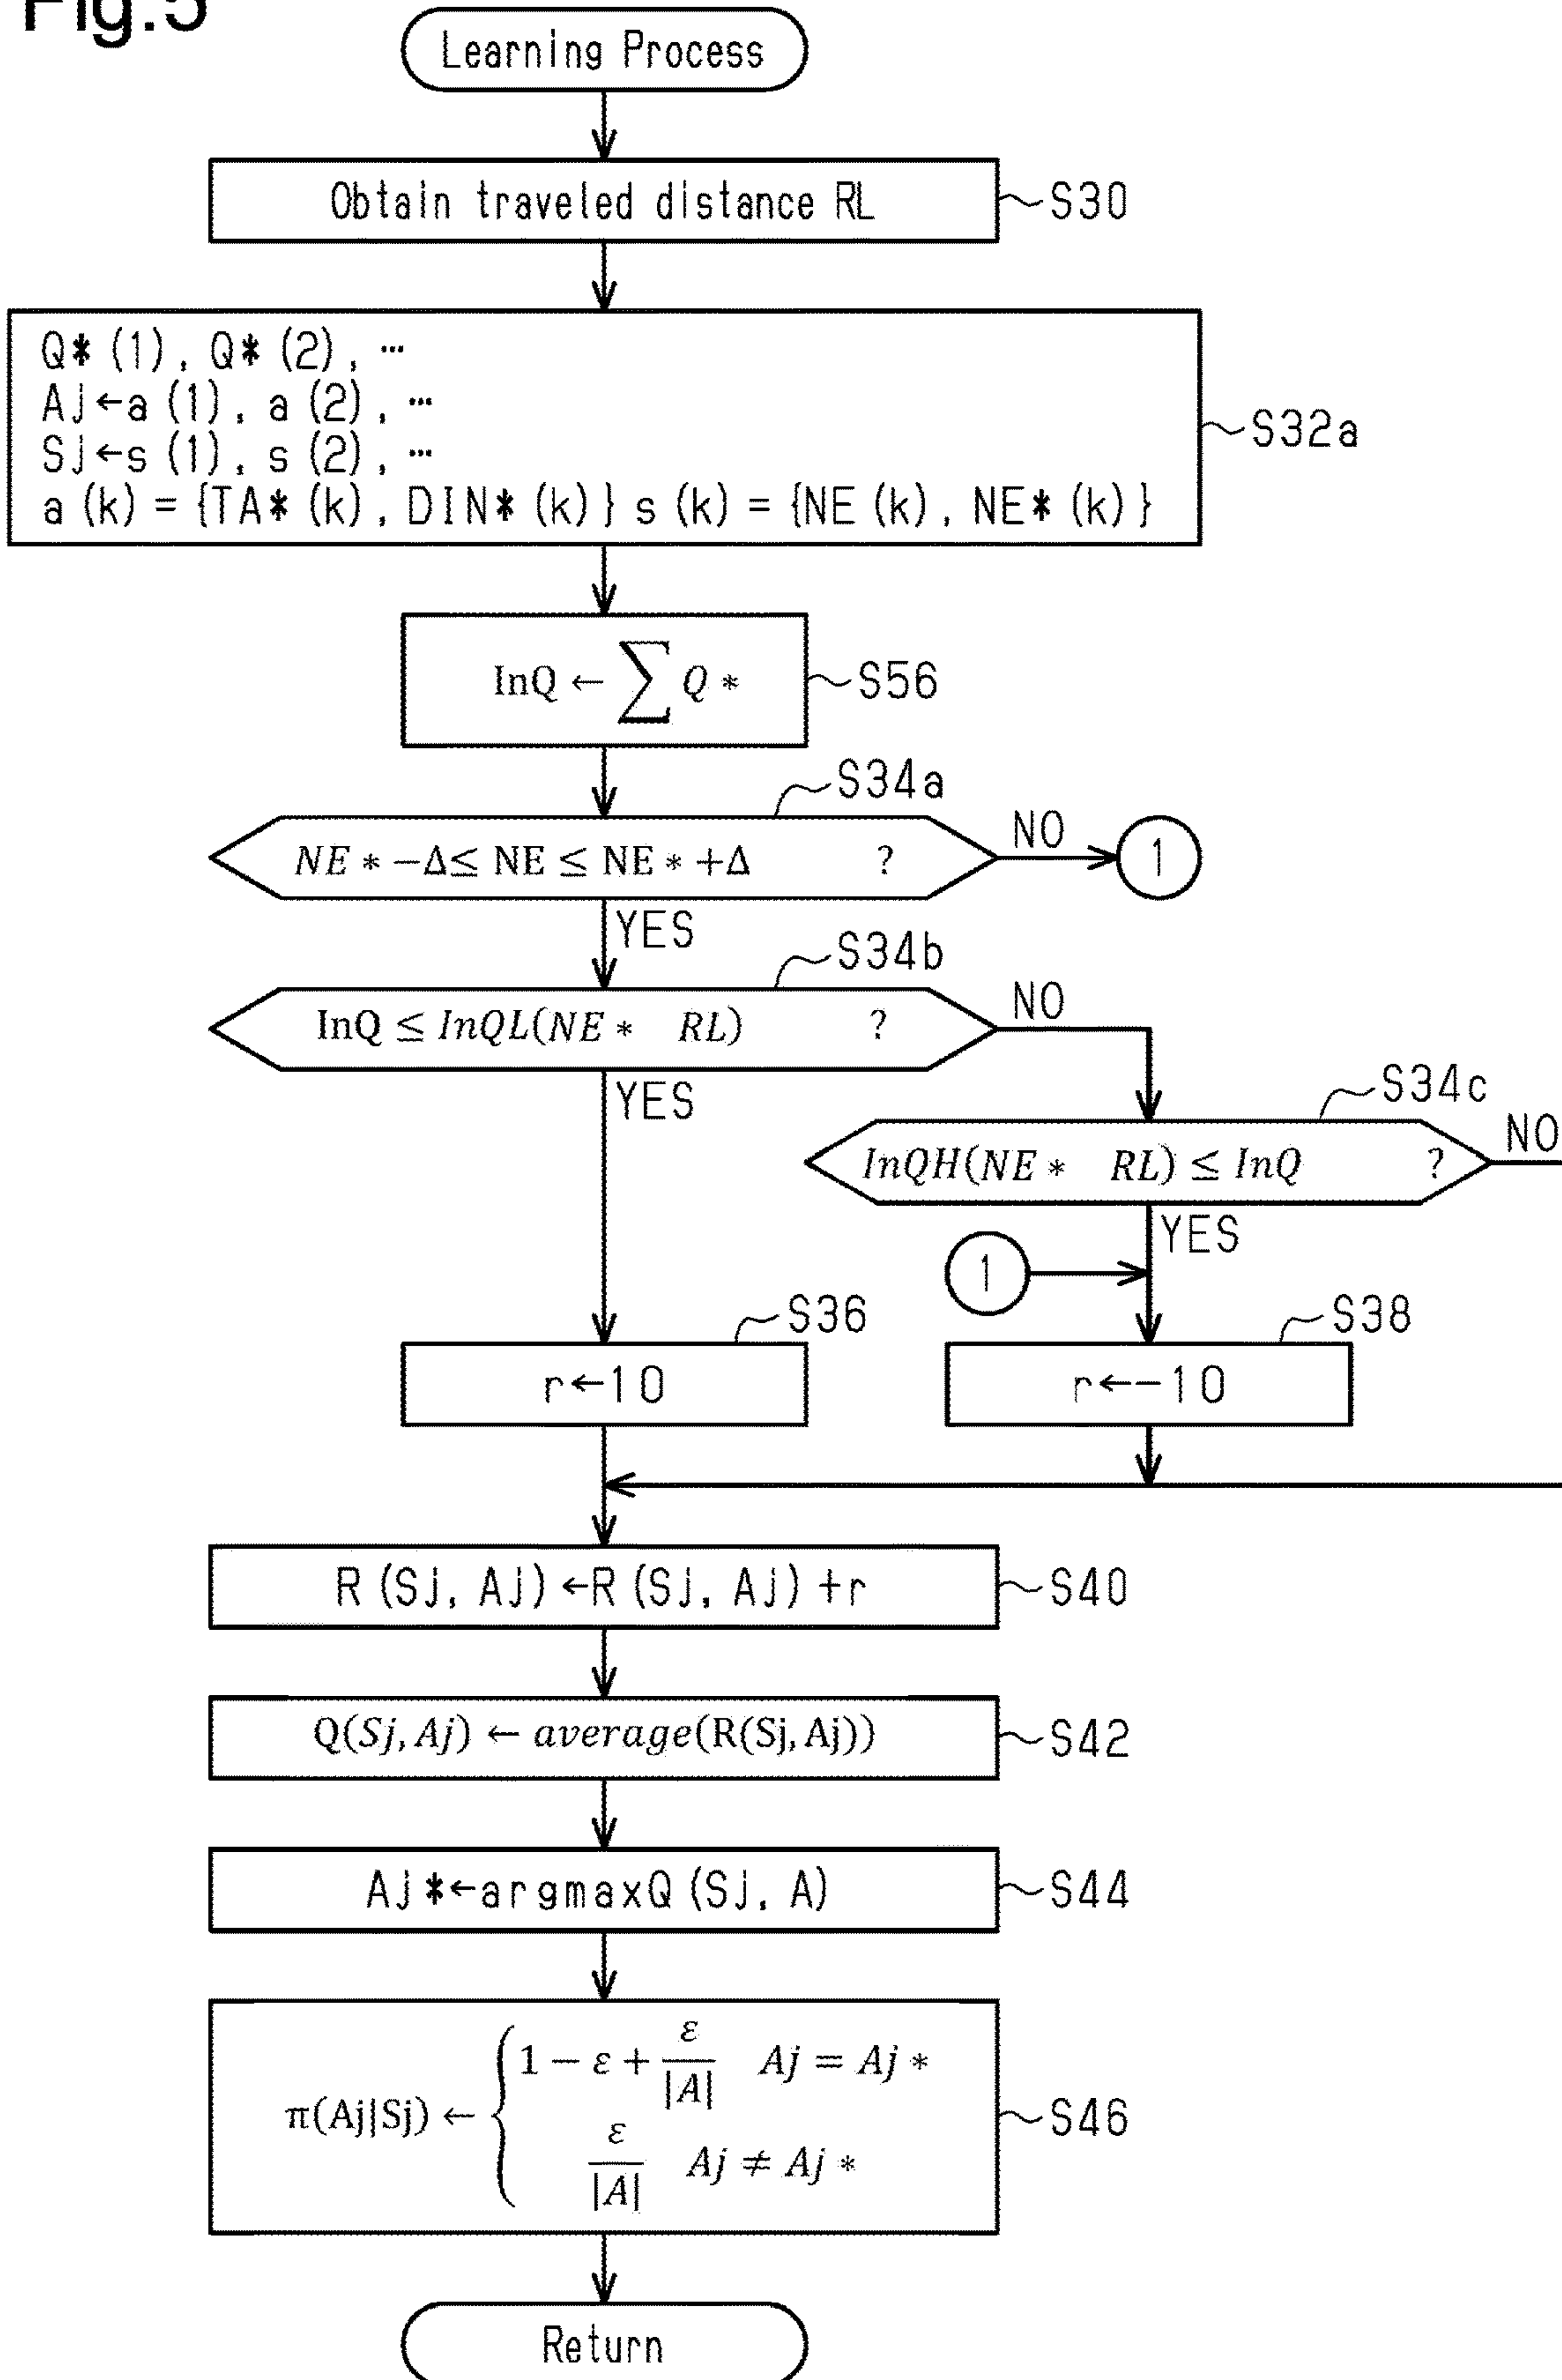 Fig.5
Learning Process
Obtain traveled distance RL
S30
Q*(1), Q*(2), …
Aj←a(1), a(2), …
Sj←s(1), s(2), …
a(k)={TA*(k), DIN*(k)} s(k)={NE(k), NE*(k)}
S32a
InQ ← ∑ Q *
S56
S34a
NE * −Δ≤ NE ≤ NE * +Δ ?
NO
1
YES
S34b
InQ ≤ InQL(NE * RL) ?
NO
YES
S34c
InQH(NE * RL) ≤ InQ ?
NO
YES
1
S36
r←10
S38
r←−10
R(Sj, Aj)←R(Sj, Aj)+r
S40
Q(Sj, Aj) ← average(R(Sj, Aj))
S42
Aj*←argmaxQ(Sj, A)
S44
π(Aj|Sj) ← { 1 − ε + ε/|A| Aj = Aj *
ε/|A| Aj ≠ Aj *
S46
Return